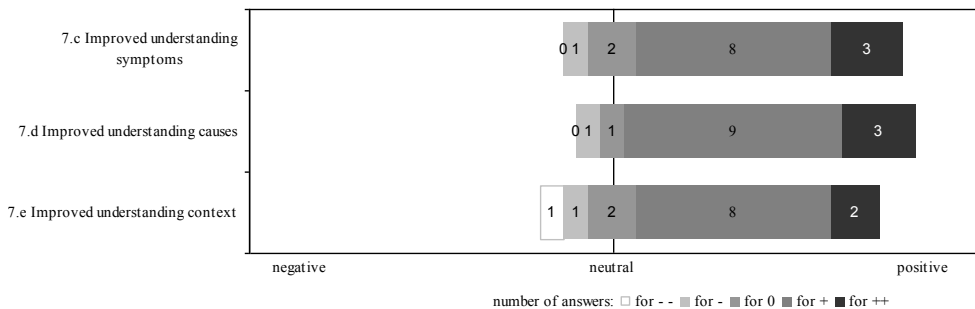 7.c Improved understanding
symptoms
0 1 2 8 3
7.d Improved understanding causes
0 1 1 9 3
7.e Improved understanding context
1 1 2 8 2
negative neutral positive
number of answers: for - - for - for 0 for + for ++